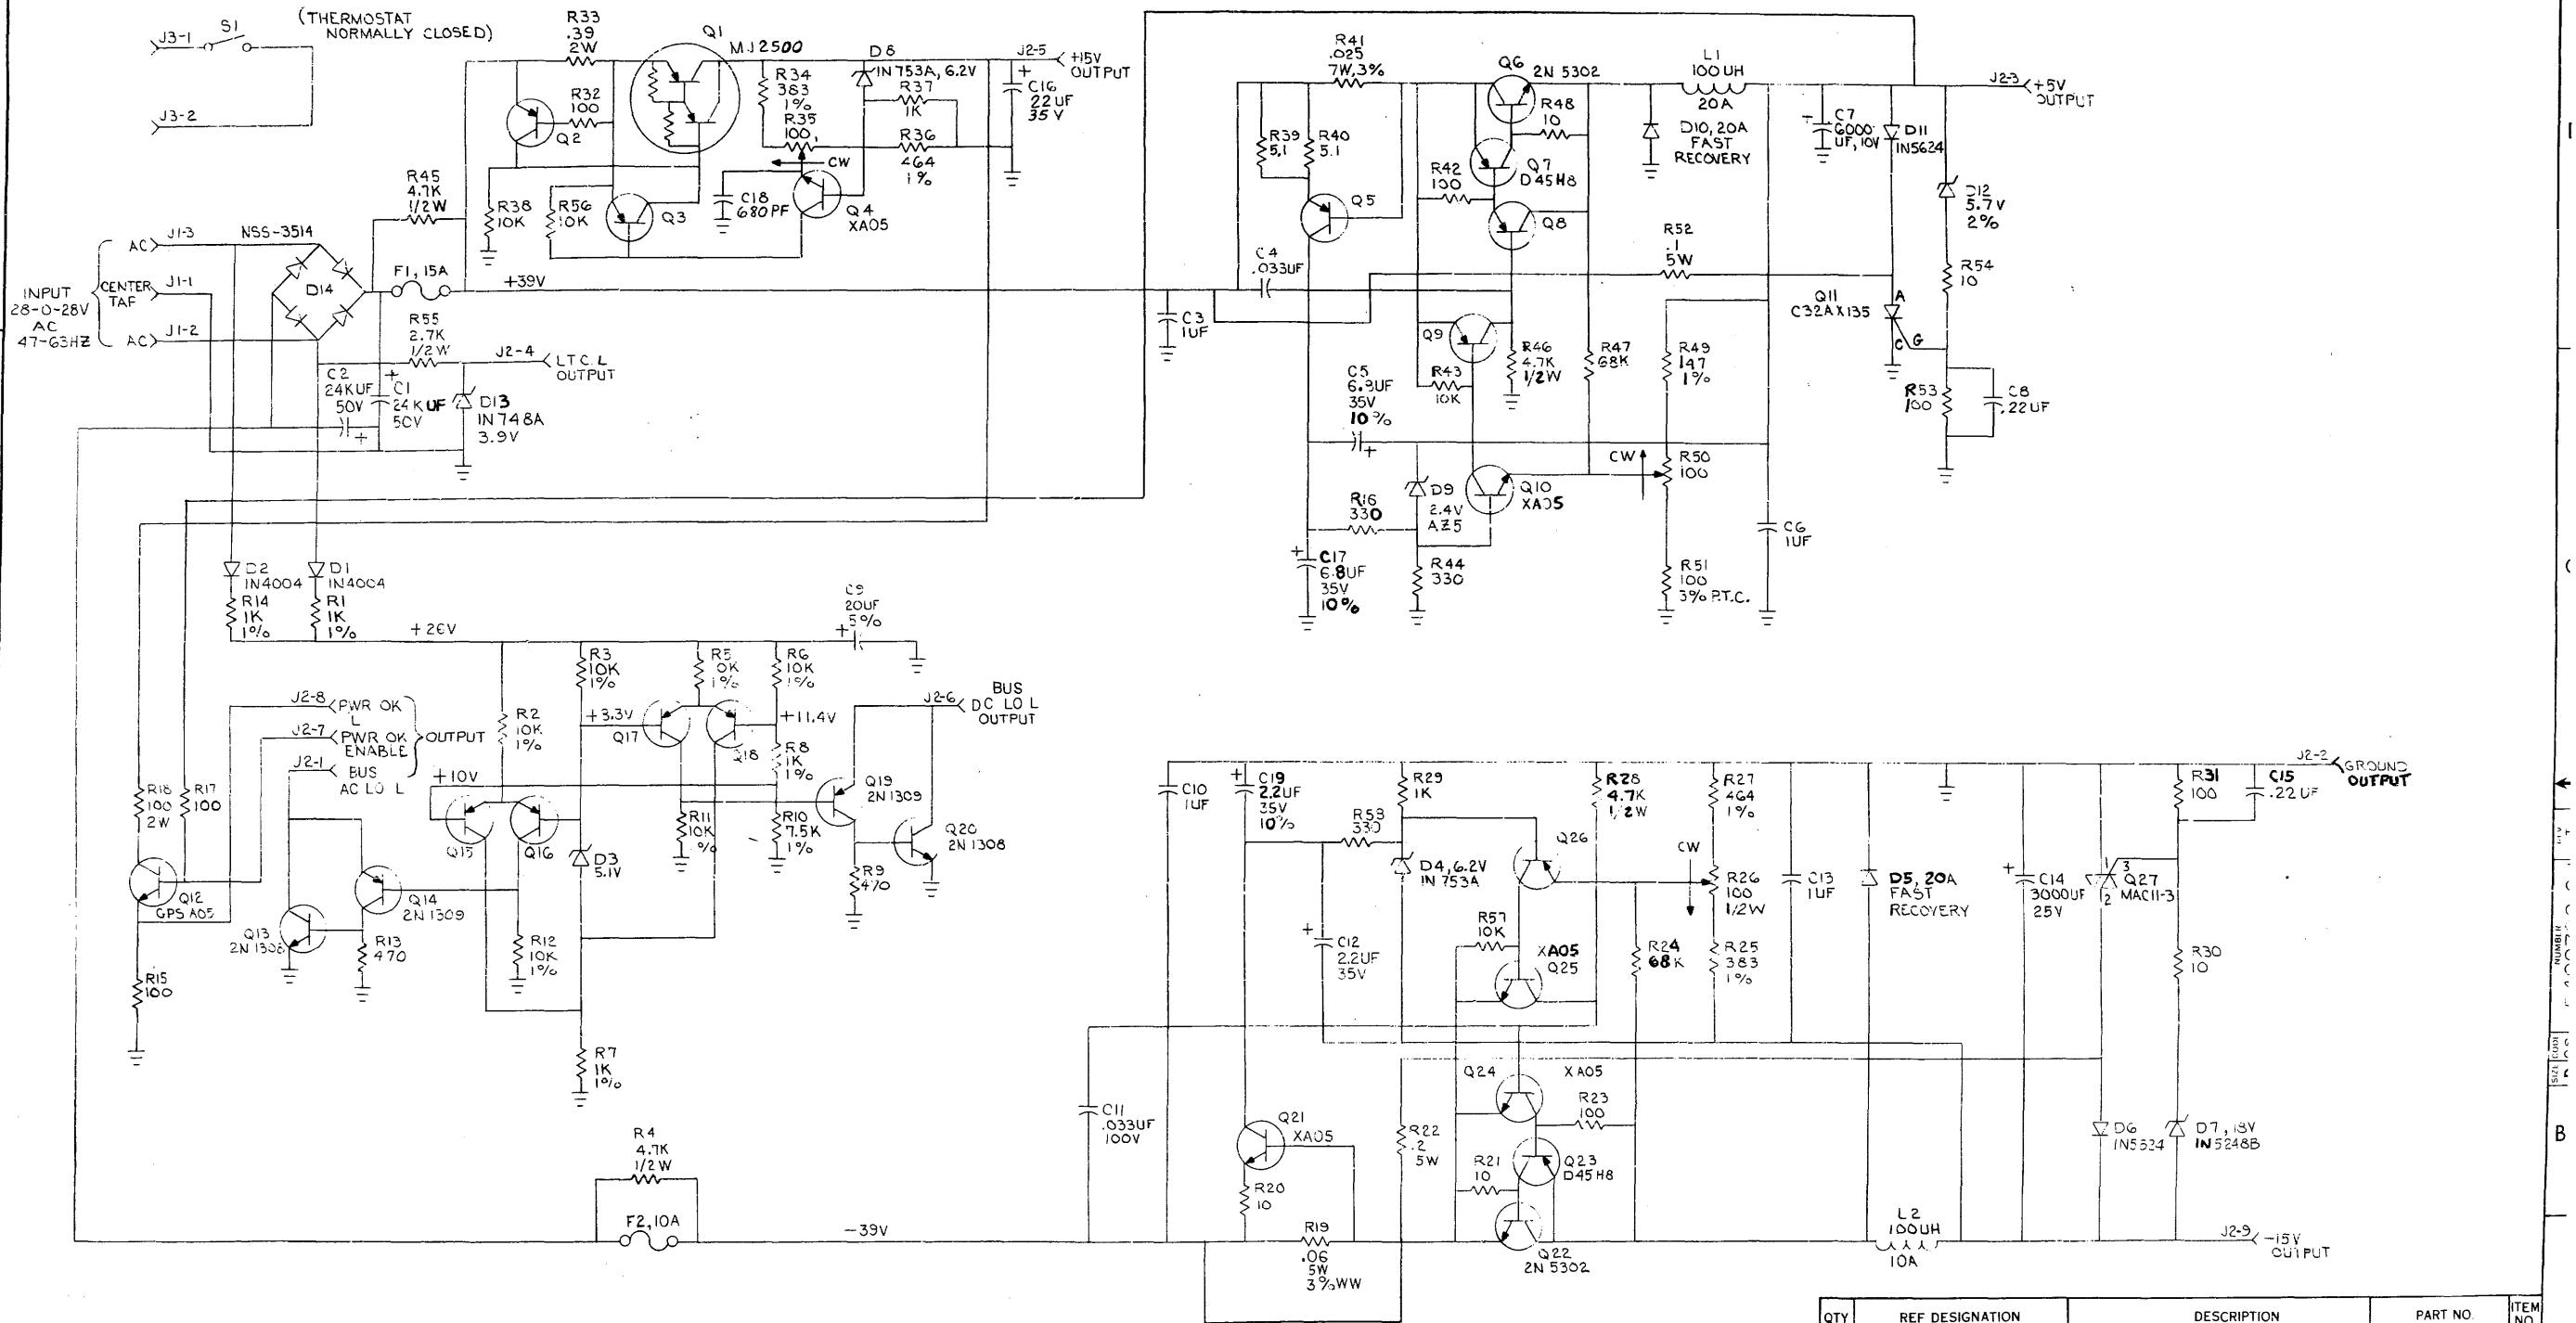 (THERMOSTAT
NORMALLY CLOSED)
J3-1
S1
J3-2
R33
.39
2W
Q1
MJ2500
D8
IN753A, 6.2V
J2-5
+15V
OUTPUT
R32
100
Q2
R34
383
1%
R35
100,
R37
1K
R36
464
1%
C16
22UF
35V
CW
R45
4.7K
1/2W
R38
10K
R56
10K
Q3
C18
680PF
Q4
XA05
INPUT
28-0-28V
AC
47-63HZ
AC
J1-3
CENTER
J1-1
AC
J1-2
NSS-3514
D14
F1, 15A
+39V
R55
2.7K
1/2W
J2-4
LTC L
OUTPUT
C2
24KUF
50V
C1
24KUF
50V
D13
IN748A
3.9V
R41
.025
7W,3%
Q6
2N5302
L1
100UH
20A
J2-3
+5V
OUTPUT
R39
5.1
R40
5.1
R48
10
D10, 20A
FAST
RECOVERY
C7
6000
UF, 10V
D11
IN5624
Q5
R42
100
Q7
D45H8
Q8
D12
5.7V
2%
R52
.1
5W
C4
.033UF
R54
10
Q11
C32AX135
A
C
G
C3
1UF
Q9
R46
4.7K
1/2W
R47
68K
R49
147
1%
R43
10K
C5
35V
10%
R53
100
C8
.22UF
CW
R50
100
D9
2.4V
AZ5
Q10
XA05
R16
330
C17
6.8UF
35V
10%
R44
330
R51
100
3% P.T.C.
C6
1UF
D2
IN4004
D1
IN4004
R14
1K
1%
R1
1K
1%
+26V
C9
20UF
5%
R3
10K
1%
R5
1%
R6
10K
1%
J2-8
PWR OK
L
J2-7
PWR OK
ENABLE
OUTPUT
J2-1
BUS
AC LO L
R2
10K
1%
+3.3V
Q17
Q18
+11.4V
J2-6
BUS
DC LO L
OUTPUT
R8
1K
1%
+10V
Q15
Q16
D3
5.1V
R11
10K
R10
7.5K
1%
Q19
2N1309
Q20
2N1308
R9
470
R18
100
2W
R17
100
Q12
GPS A05
Q14
2N1309
Q13
R13
470
R12
10K
1%
R15
100
R7
1K
1%
R4
4.7K
1/2W
F2, 10A
-39V
C10
1UF
C19
2.2UF
35V
10%
R58
330
R29
1K
D4, 6.2V
IN753A
Q26
R28
4.7K
1/2W
R27
464
1%
CW
R26
100
1/2W
C13
1UF
D5, 20A
FAST
RECOVERY
C14
3000UF
25V
Q27
MAC11-3
1
2
3
R31
100
C15
.22UF
J2-2
GROUND
OUTPUT
R57
10K
XA05
Q25
C12
2.2UF
35V
R24
68K
R25
383
1%
R30
10
C11
.033UF
100V
Q24
XA05
R23
100
Q21
XA05
R22
.2
5W
R21
10
Q23
D45H8
R20
10
R19
.06
5W
3% WW
Q22
2N5302
D6
IN5624
D7, 18V
IN5248B
L2
100UH
10A
J2-9
-15V
OUTPUT
B
NUMBER
SIZE CODE
QTY
REF DESIGNATION
DESCRIPTION
PART NO.
ITEM
NO.